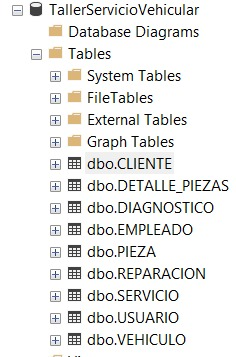 TallerServicioVehicular
Database Diagrams
Tables
System Tables
FileTables
External Tables
Graph Tables
dbo.CLIENTE
dbo.DETALLE_PIEZAS
dbo.DIAGNOSTICO
dbo.EMPLEADO
dbo.PIEZA
dbo.REPARACION
dbo.SERVICIO
dbo.USUARIO
dbo.VEHICULO